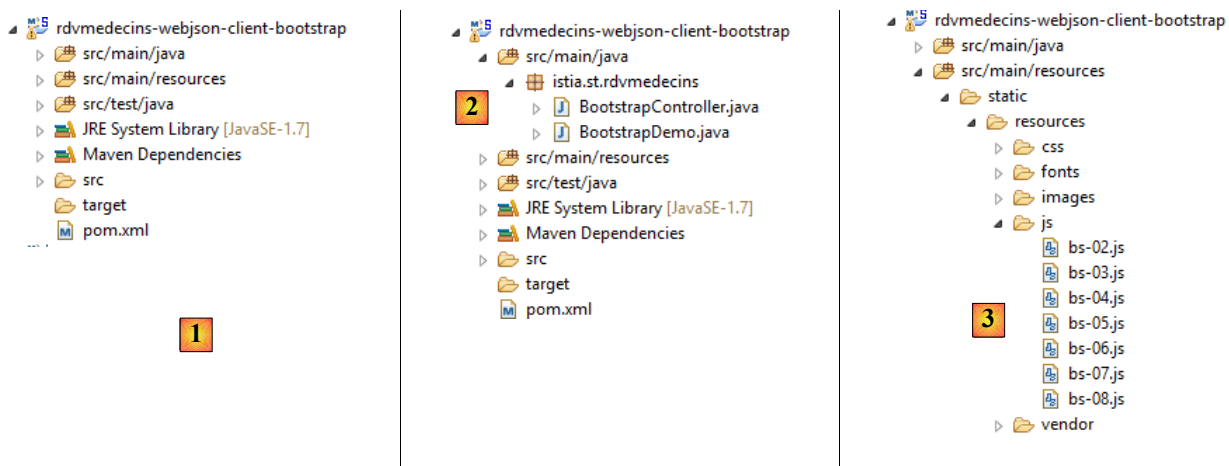 rdvmedecins-webjson-client-bootstrap
src/main/java
src/main/resources
src/test/java
JRE System Library [JavaSE-1.7]
Maven Dependencies
src
target
pom.xml
1
rdvmedecins-webjson-client-bootstrap
src/main/java
istia.st.rdvmedecins
2
BootstrapController.java
BootstrapDemo.java
src/main/resources
src/test/java
JRE System Library [JavaSE-1.7]
Maven Dependencies
src
target
pom.xml
rdvmedecins-webjson-client-bootstrap
src/main/java
src/main/resources
static
resources
css
fonts
images
js
bs-02.js
bs-03.js
bs-04.js
3
bs-05.js
bs-06.js
bs-07.js
bs-08.js
vendor